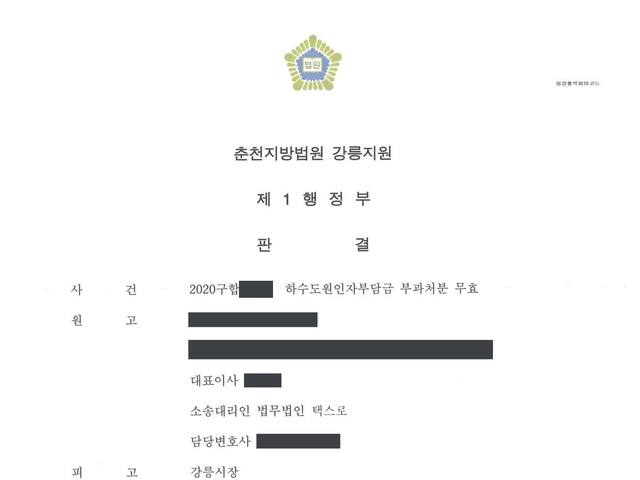 법원
춘천지방법원 강릉지원
제 1 행 정 부
판 결
사 건 2020구합 하수도원인자부담금 부과처분 무효
원 고
대표이사
소송대리인 법무법인 택스로
담당변호사
피 고 강릉시장